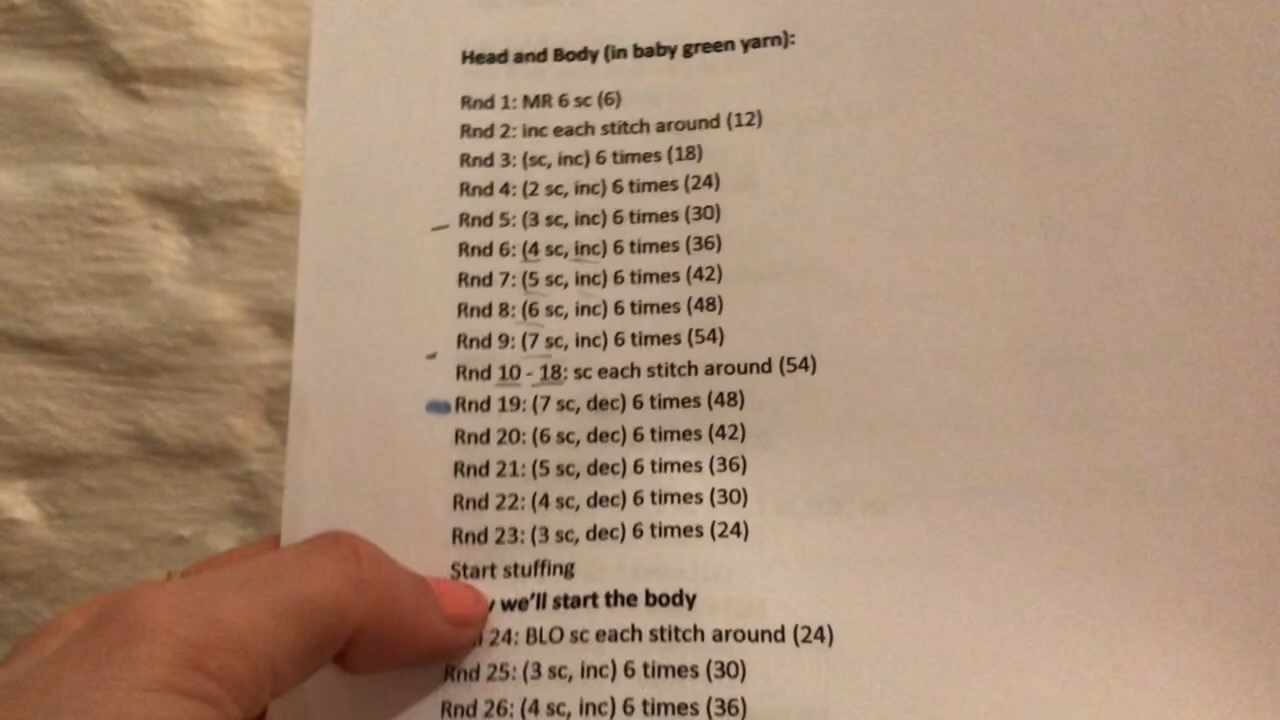 Head and Body (in baby green yarn):
Rnd 1: MR 6 sc (6)
Rnd 2: inc each stitch around (12)
Rnd 3: (sc, inc) 6 times (18)
Rnd 4: (2 sc, inc) 6 times (24)
Rnd 5: (3 sc, inc) 6 times (30)
Rnd 6: (4 sc, inc) 6 times (36)
Rnd 7: (5 sc, inc) 6 times (42)
Rnd 8: (6 sc, inc) 6 times (48)
Rnd 9: (7 sc, inc) 6 times (54)
Rnd 10 - 18: sc each stitch around (54)
Rnd 19: (7 sc, dec) 6 times (48)
Rnd 20: (6 sc, dec) 6 times (42)
Rnd 21: (5 sc, dec) 6 times (36)
Rnd 22: (4 sc, dec) 6 times (30)
Rnd 23: (3 sc, dec) 6 times (24)
Start stuffing
we'll start the body
24: BLO sc each stitch around (24)
Rnd 25: (3 sc, inc) 6 times (30)
Rnd 26: (4 sc, inc) 6 times (36)